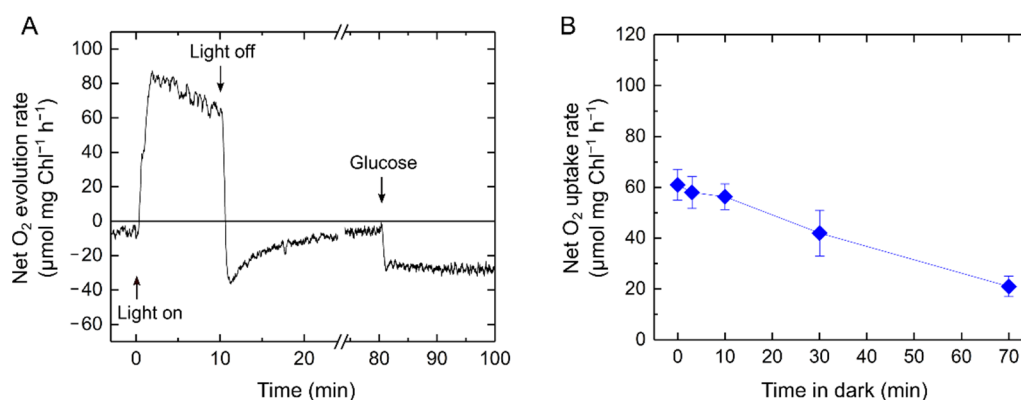 A
Net O₂ evolution rate
(μmol mg Chl⁻¹ h⁻¹)
100
80
60
40
20
0
−20
−40
−60
Light off
Glucose
Light on
0
10
20
80
90
100
Time (min)
B
Net O₂ uptake rate
(μmol mg Chl⁻¹ h⁻¹)
120
100
80
60
40
20
0
0
10
20
30
40
50
60
70
Time in dark (min)